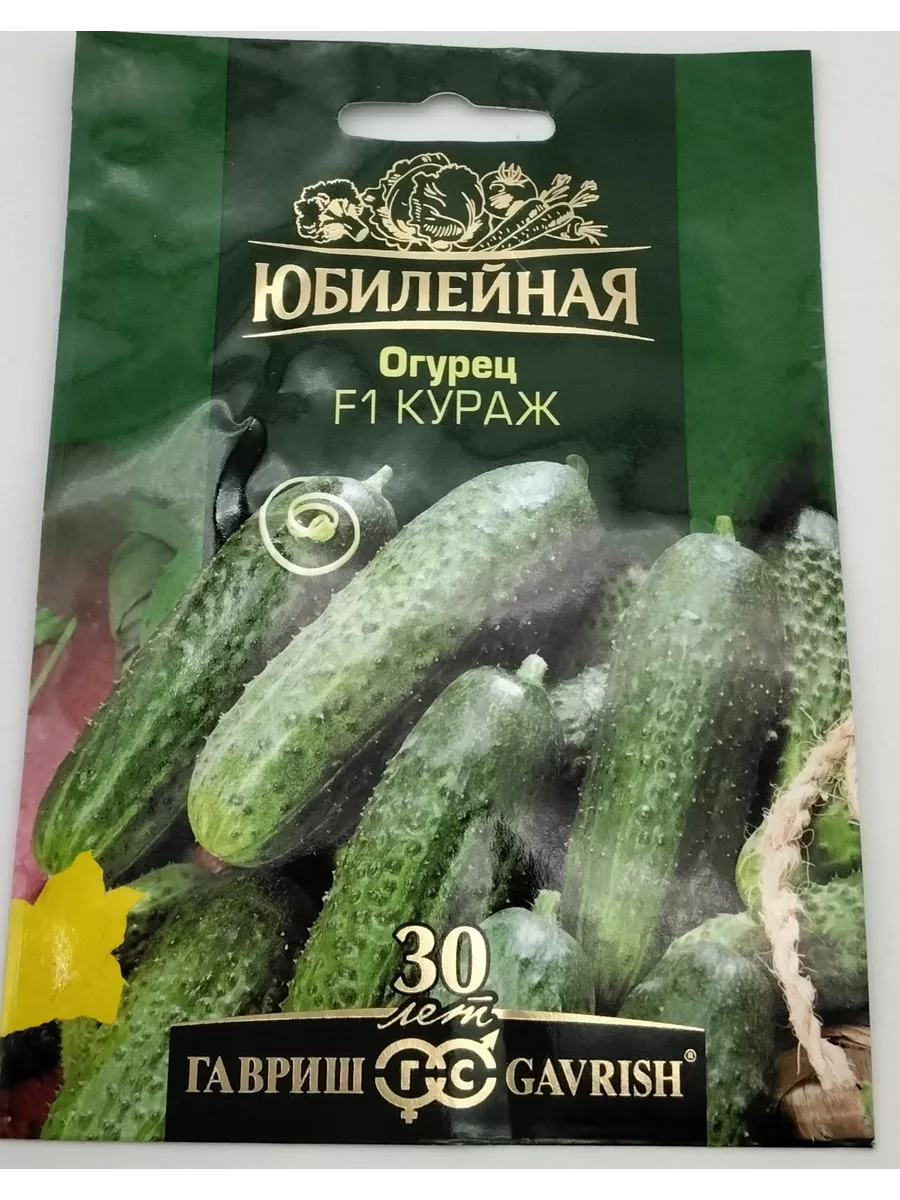 ЮБИЛЕЙНАЯ
Огурец
F1 КУРАЖ
30
лет
ГАВРИШ ГС GAVRISH®